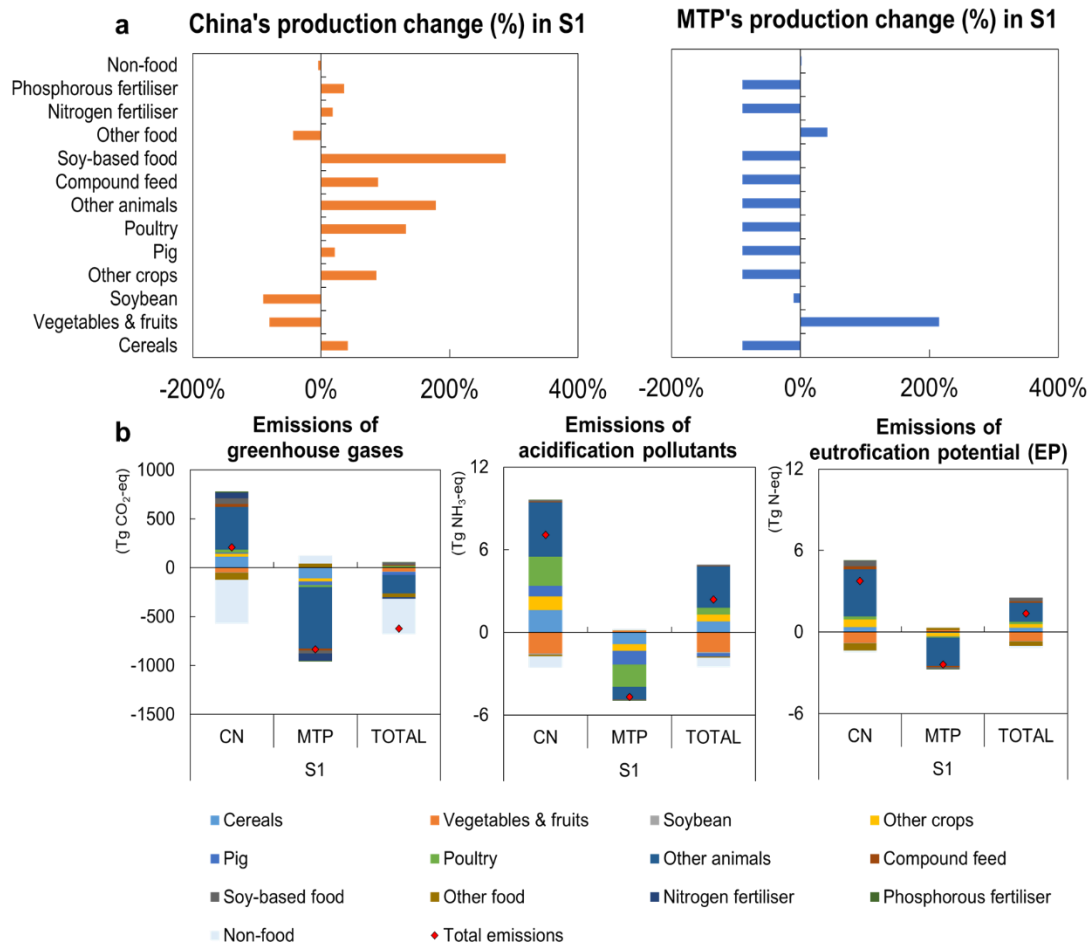 a
China's production change (%) in S1
MTP's production change (%) in S1
Non-food
Phosphorous fertiliser
Nitrogen fertiliser
Other food
Soy-based food
Compound feed
Other animals
Poultry
Pig
Other crops
Soybean
Vegetables & fruits
Cereals
-200% 0% 200% 400%
-200% 0% 200% 400%
b
Emissions of
greenhouse gases
(Tg CO2-eq)
1000
500
0
-500
-1000
-1500
CN MTP TOTAL
S1
Emissions of
acidification pollutants
(Tg NH3-eq)
12
6
0
-6
CN MTP TOTAL
S1
Emissions of
eutrofication potential (EP)
(Tg N-eq)
12
6
0
-6
CN MTP TOTAL
S1
Cereals Vegetables & fruits Soybean Other crops
Pig Poultry Other animals Compound feed
Soy-based food Other food Nitrogen fertiliser Phosphorous fertiliser
Non-food Total emissions